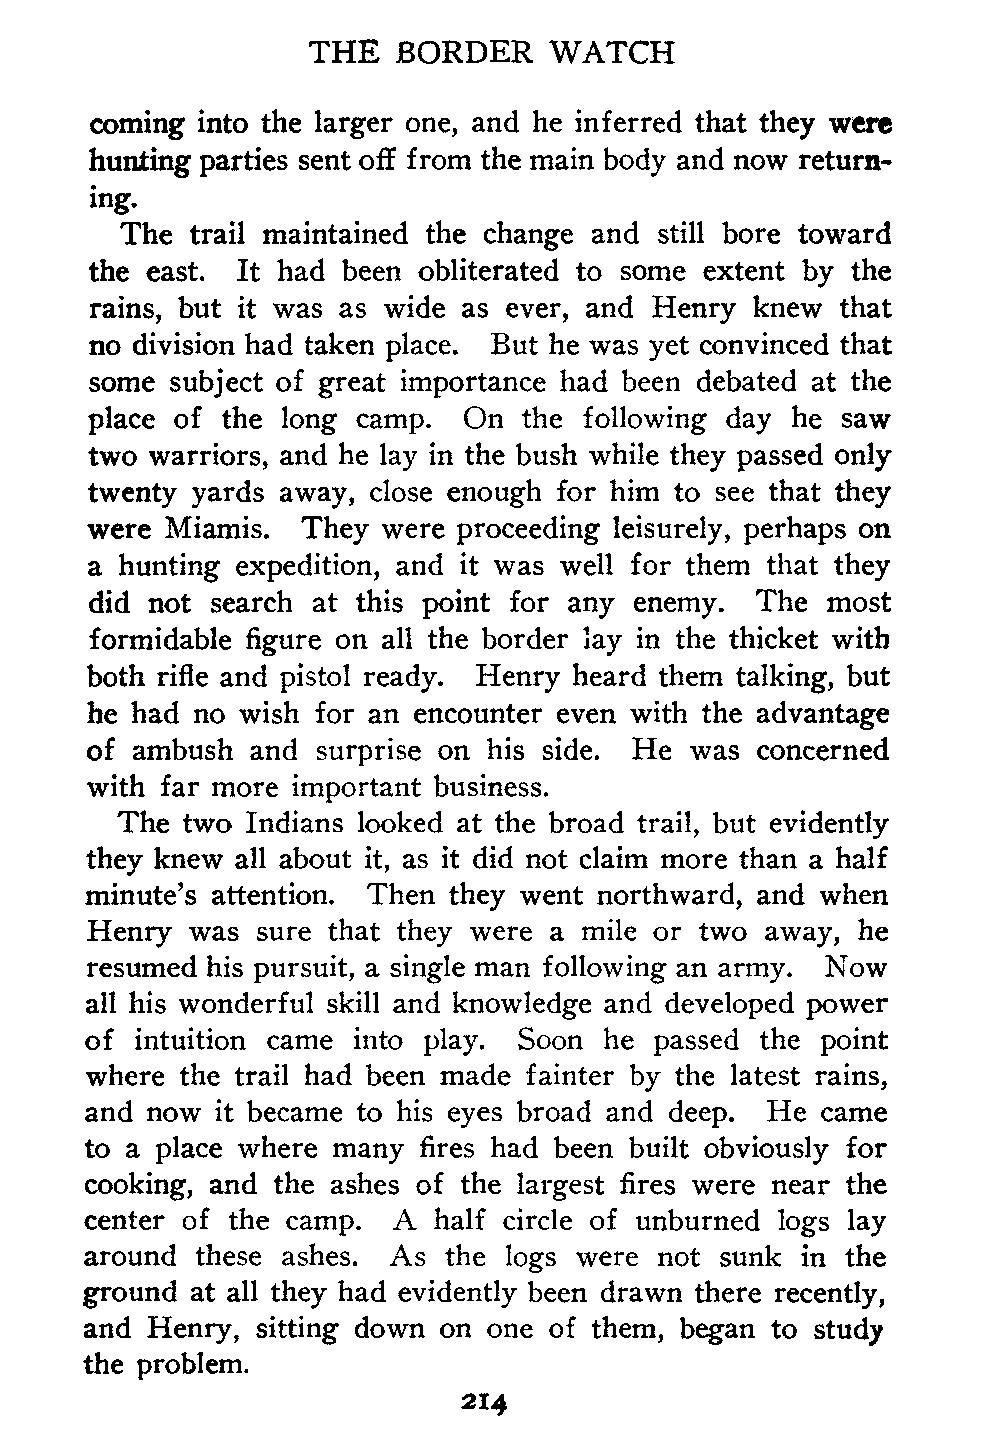 THE BORDER WATCH
coming into the larger one, and he inferred that they were
hunting parties sent off from the main body and now return-
ing.
The trail maintained the change and still bore toward
the east. It had been obliterated to some extent by the
rains, but it was as wide as ever, and Henry knew that
no division had taken place. But he was yet convinced that
some subject of great importance had been debated at the
place of the long camp. On the following day he saw
two warriors, and he lay in the bush while they passed only
twenty yards away, close enough for him to see that they
were Miamis. They were proceeding leisurely, perhaps on
a hunting expedition, and it was well for them that they
did not search at this point for any enemy. The most
formidable figure on all the border lay in the thicket with
both rifle and pistol ready. Henry heard them talking, but
he had no wish for an encounter even with the advantage
of ambush and surprise on his side. He was concerned
with far more important business.
The two Indians looked at the broad trail, but evidently
they knew all about it, as it did not claim more than a half
minute's attention. Then they went northward, and when
Henry was sure that they were a mile or two away, he
resumed his pursuit, a single man following an army. Now
all his wonderful skill and knowledge and developed power
of intuition came into play. Soon he passed the point
where the trail had been made fainter by the latest rains,
and now it became to his eyes broad and deep. He came
to a place where many fires had been built obviously for
cooking, and the ashes of the largest fires were near the
center of the camp. A half circle of unburned logs lay
around these ashes. As the logs were not sunk in the
ground at all they had evidently been drawn there recently,
and Henry, sitting down on one of them, began to study
the problem.
214